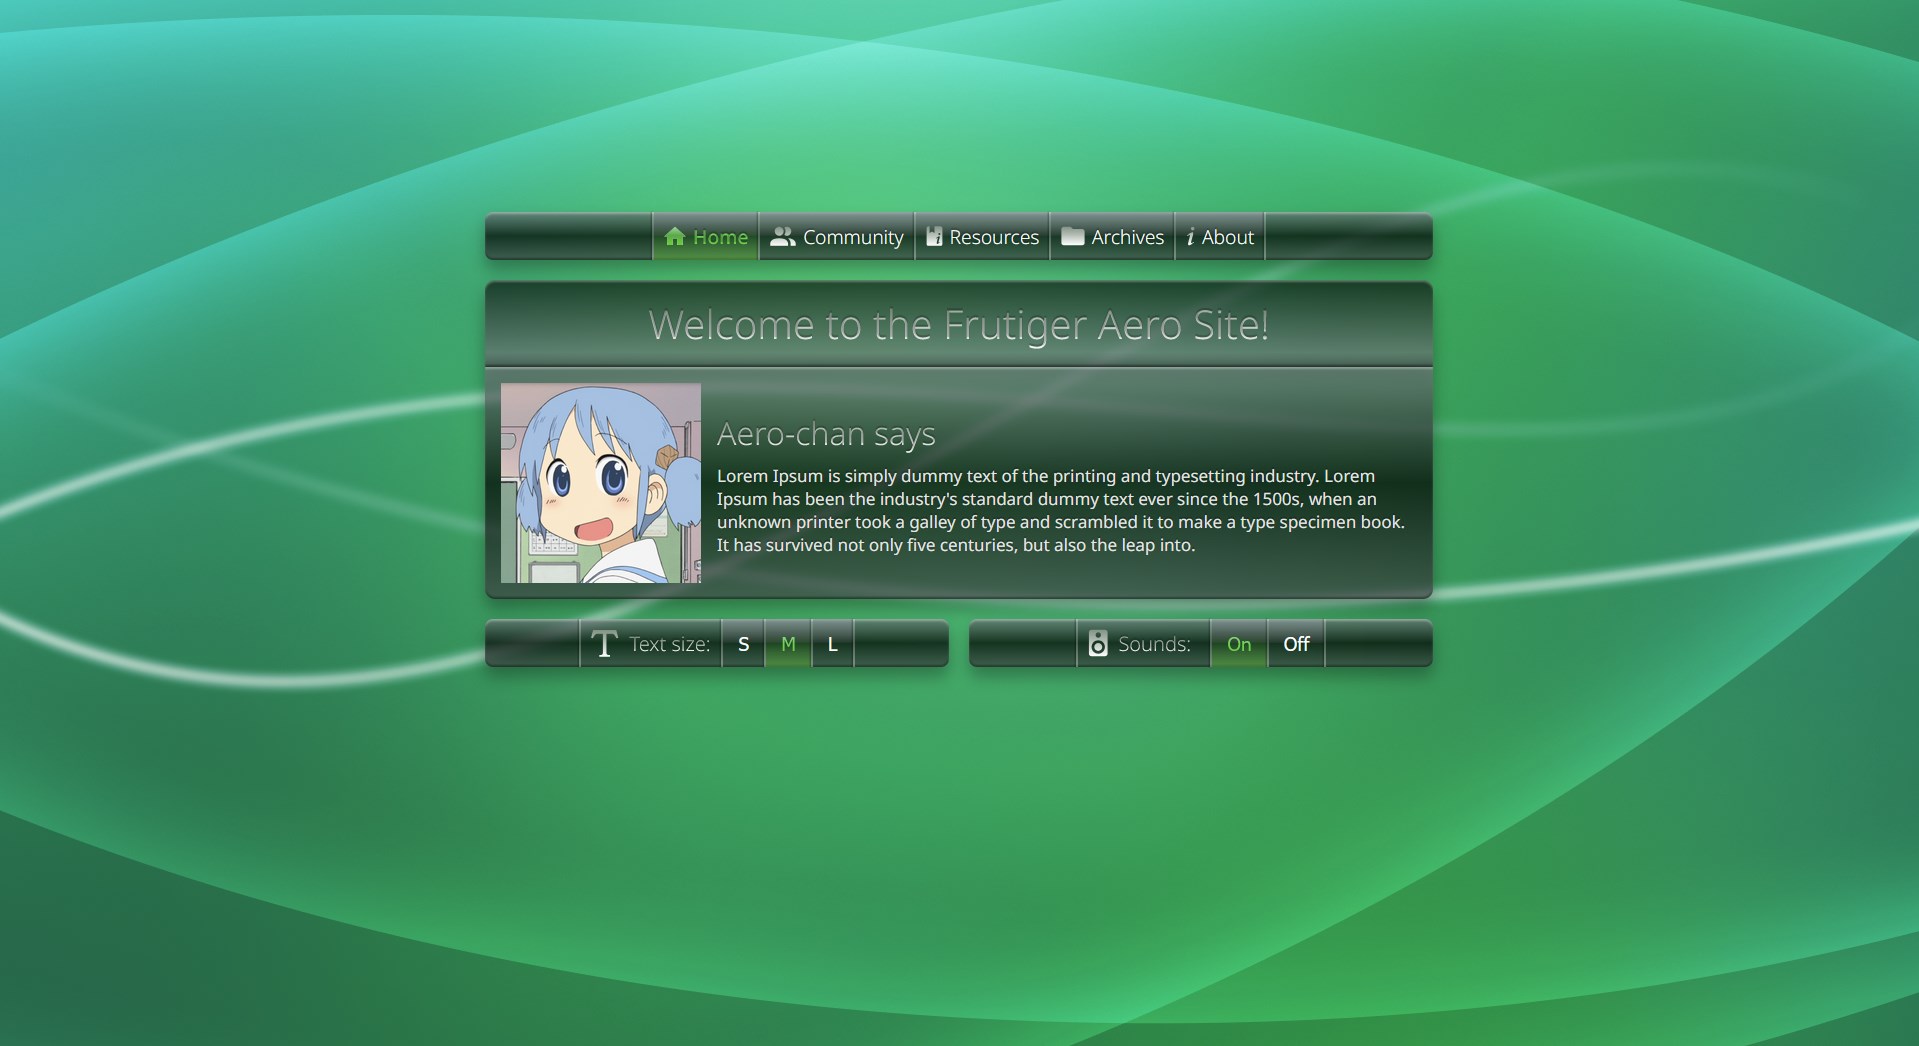 Home Community Resources Archives i About
Welcome to the Frutiger Aero Site!
Aero-chan says
Lorem Ipsum is simply dummy text of the printing and typesetting industry. Lorem
Ipsum has been the industry's standard dummy text ever since the 1500s, when an
unknown printer took a galley of type and scrambled it to make a type specimen book.
It has survived not only five centuries, but also the leap into.
T Text size: S M L
Sounds: On Off